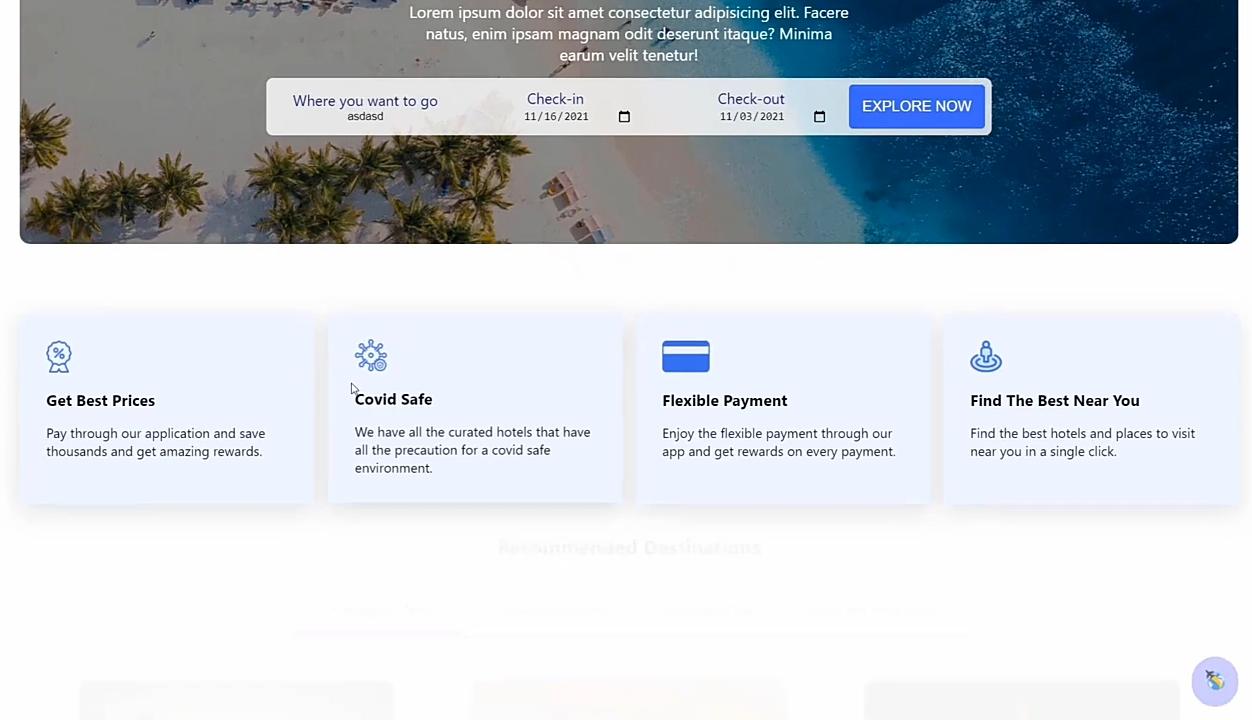 Lorem ipsum dolor sit amet consectetur adipisicing elit. Facere
natus, enim ipsam magnam odit deserunt itaque? Minima
earum velit tenetur!
Where you want to go
asdasd
Check-in
11/16/2021
Check-out
11/03/2021
EXPLORE NOW
Get Best Prices
Pay through our application and save
thousands and get amazing rewards.
Covid Safe
We have all the curated hotels that have
all the precaution for a covid safe
environment.
Flexible Payment
Enjoy the flexible payment through our
app and get rewards on every payment.
Find The Best Near You
Find the best hotels and places to visit
near you in a single click.
Recommended Destinations